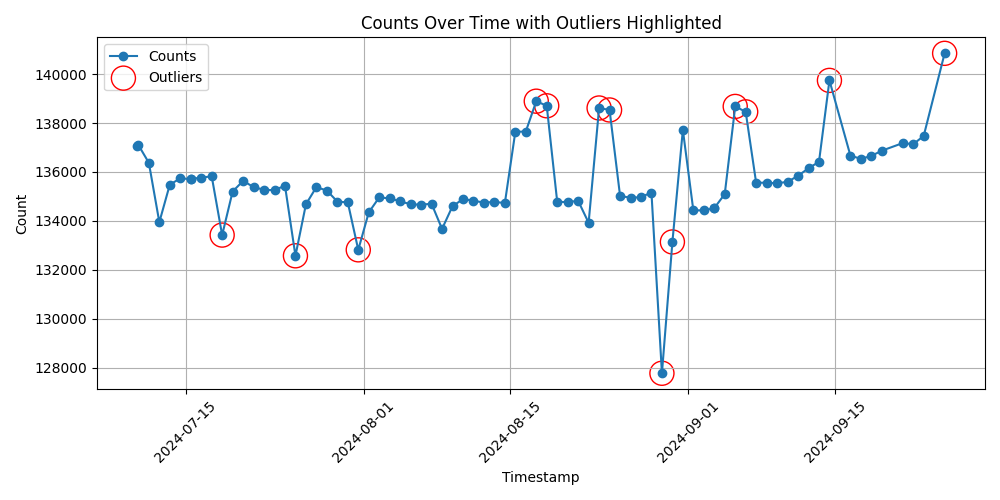 Counts Over Time with Outliers Highlighted
Counts
Outliers
140000
138000
136000
134000
132000
130000
128000
Count
2024-07-15
2024-08-01
2024-08-15
2024-09-01
2024-09-15
Timestamp